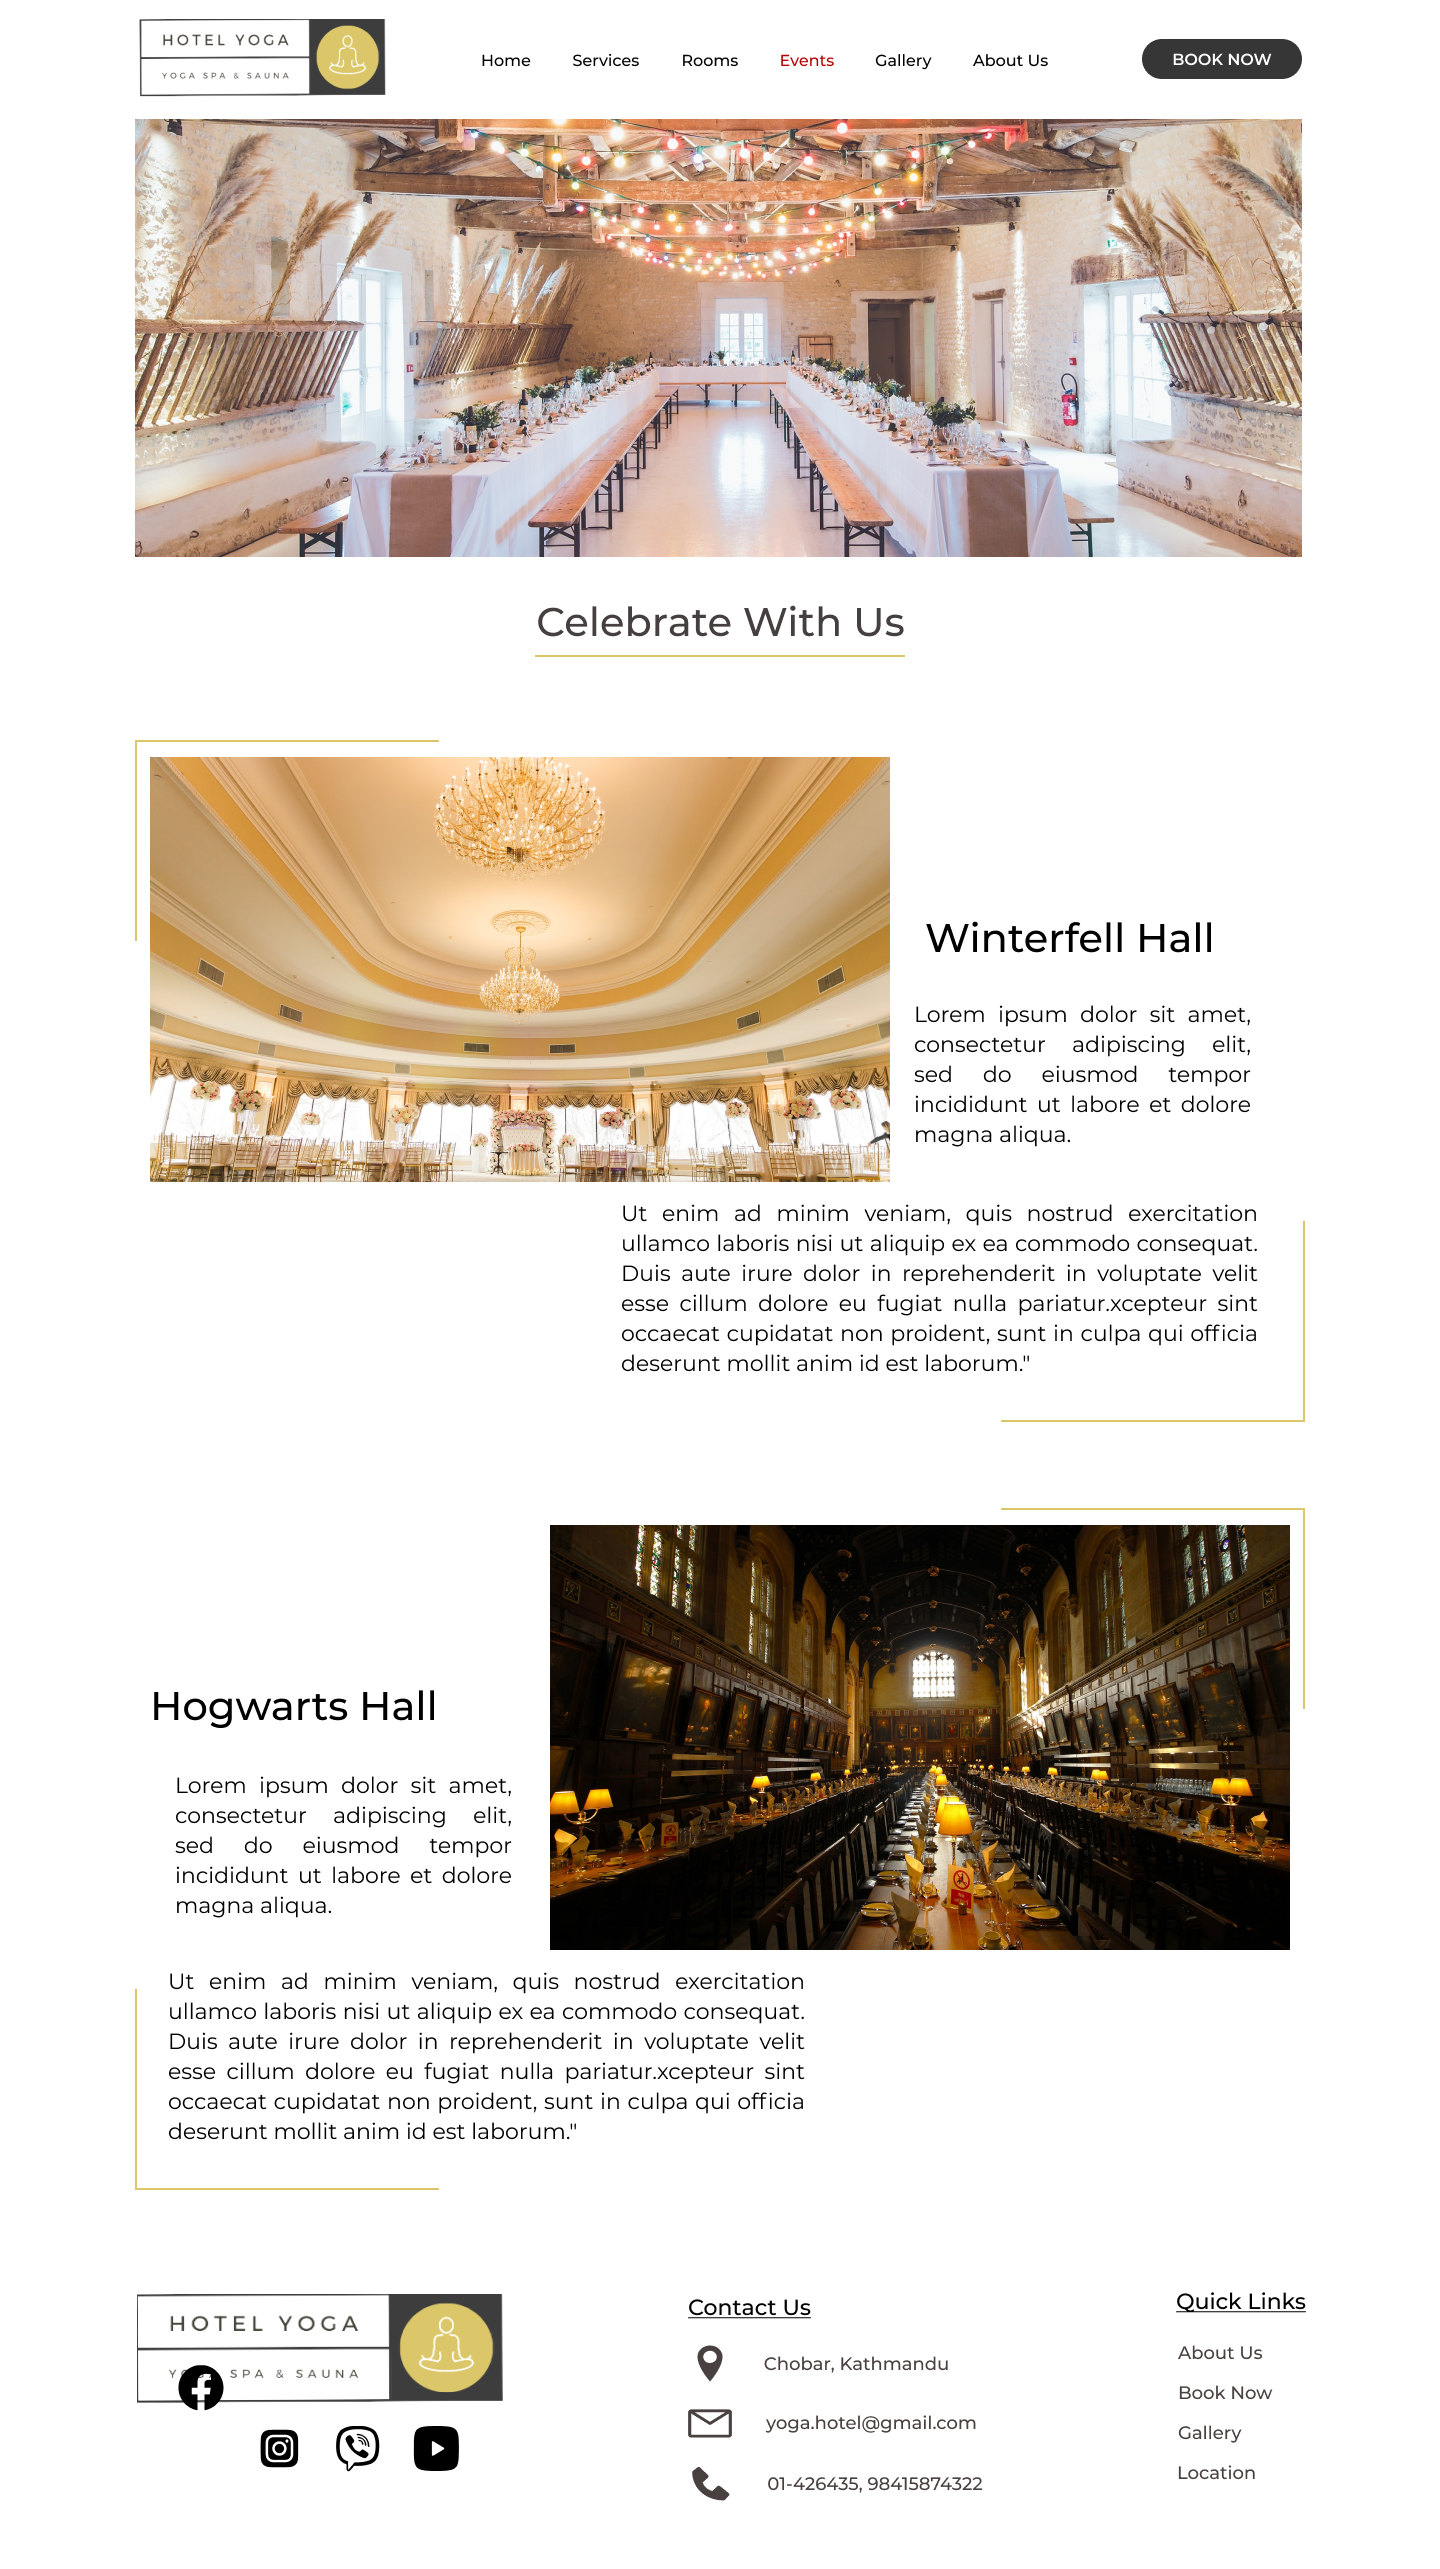 HOTEL YOGA
YOGA SPA & SAUNA
Home Services Rooms Events Gallery About Us
BOOK NOW
Celebrate With Us
Winterfell Hall
Lorem ipsum dolor sit amet,
consectetur adipiscing elit,
sed do eiusmod tempor
incididunt ut labore et dolore
magna aliqua.
Ut enim ad minim veniam, quis nostrud exercitation
ullamco laboris nisi ut aliquip ex ea commodo consequat.
Duis aute irure dolor in reprehenderit in voluptate velit
esse cillum dolore eu fugiat nulla pariatur.xcepteur sint
occaecat cupidatat non proident, sunt in culpa qui officia
deserunt mollit anim id est laborum."
Hogwarts Hall
Lorem ipsum dolor sit amet,
consectetur adipiscing elit,
sed do eiusmod tempor
incididunt ut labore et dolore
magna aliqua.
Ut enim ad minim veniam, quis nostrud exercitation
ullamco laboris nisi ut aliquip ex ea commodo consequat.
Duis aute irure dolor in reprehenderit in voluptate velit
esse cillum dolore eu fugiat nulla pariatur.xcepteur sint
occaecat cupidatat non proident, sunt in culpa qui officia
deserunt mollit anim id est laborum."
HOTEL YOGA
SPA & SAUNA
Contact Us
Chobar, Kathmandu
yoga.hotel@gmail.com
01-426435, 98415874322
Quick Links
About Us
Book Now
Gallery
Location